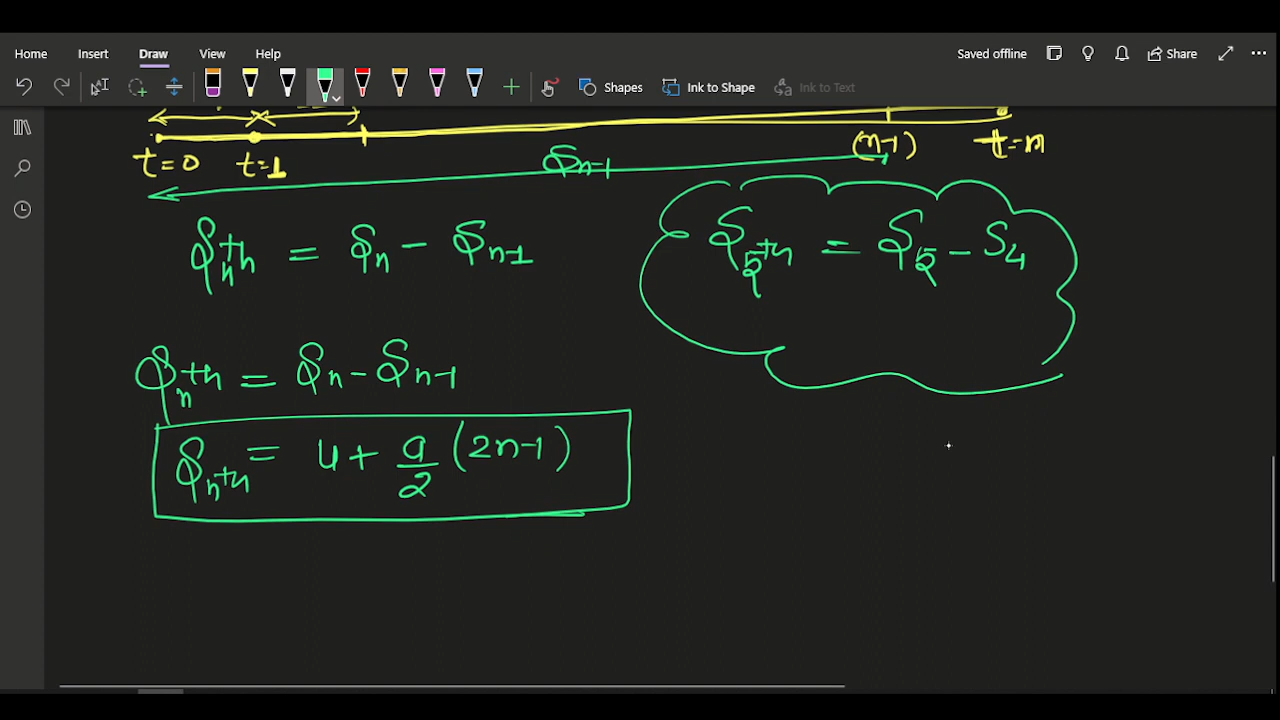 Home Insert Draw View Help Saved offline Share
Shapes Ink to Shape Ink to Text
t=0 t=1 (n-1) t=n
Sn-1
Snth = Sn - Sn-1
S5th = S5 - S4
Snth = Sn - Sn-1
Snth = u + a/2 (2n-1)